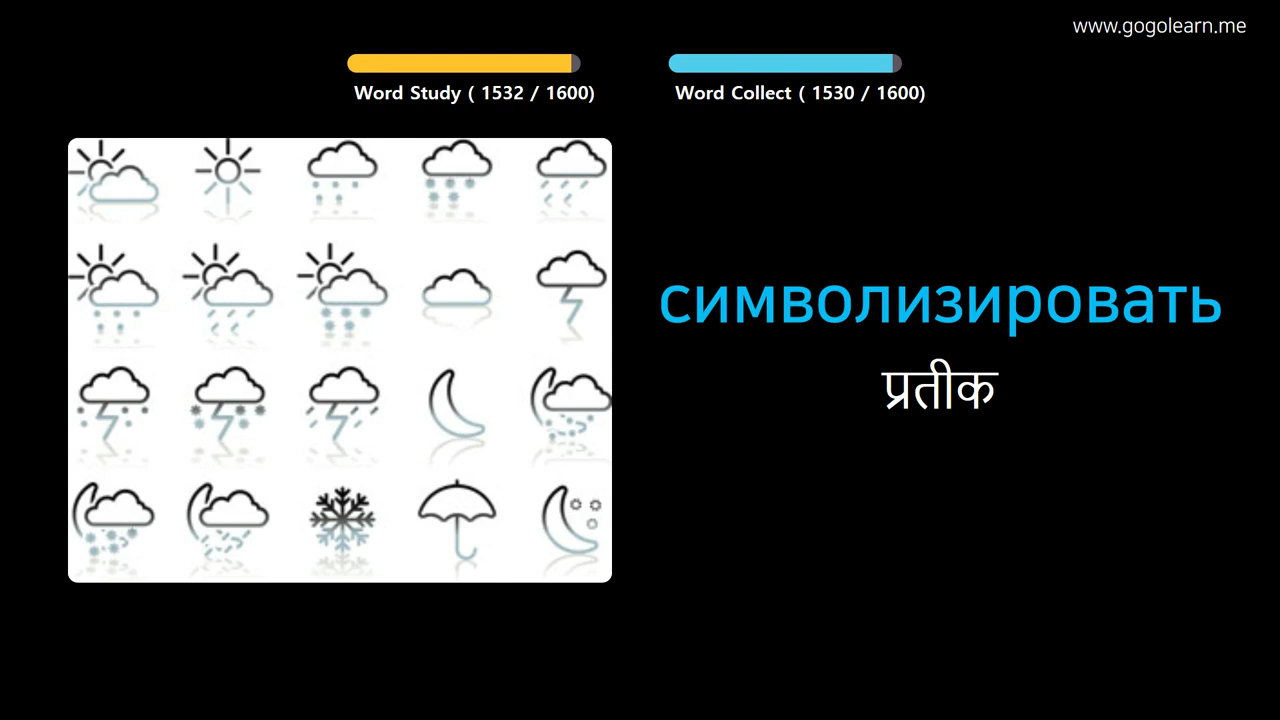 www.gogolearn.me
Word Study ( 1532 / 1600)
Word Collect ( 1530 / 1600)
символизировать
प्रतीक